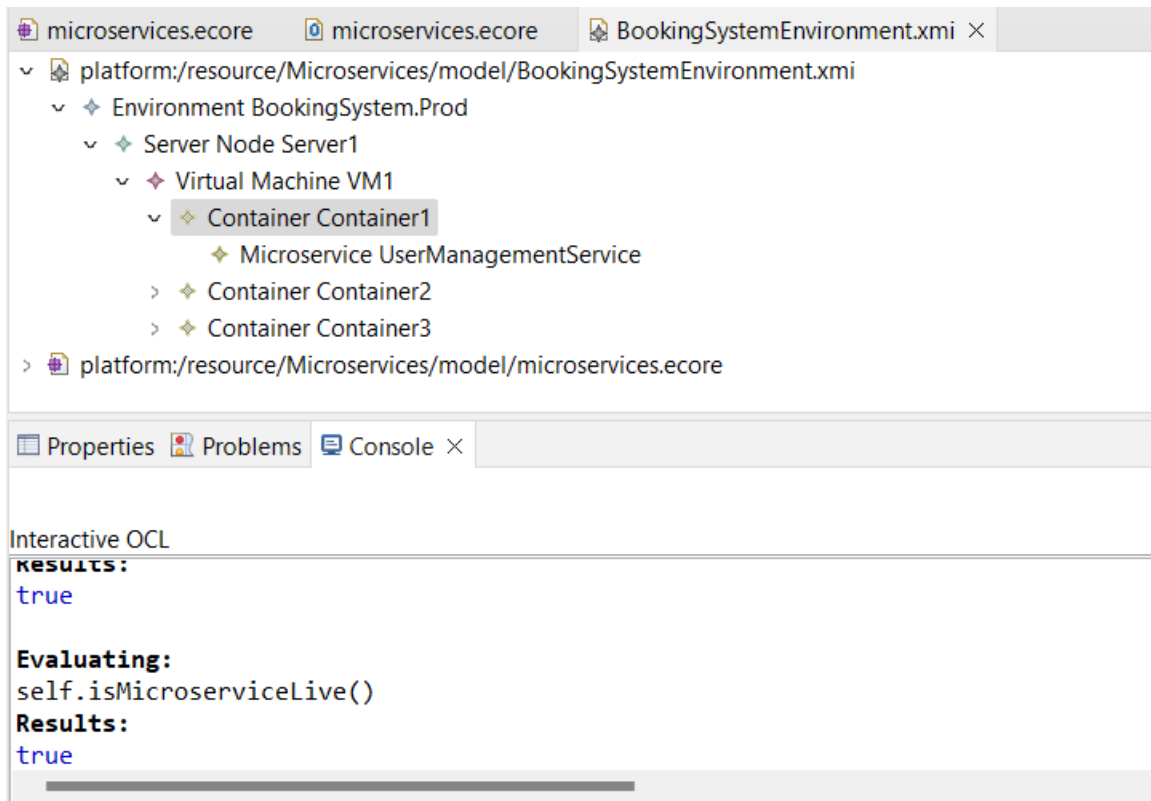 microservices.ecore microservices.ecore BookingSystemEnvironment.xmi
platform:/resource/Microservices/model/BookingSystemEnvironment.xmi
Environment BookingSystem.Prod
Server Node Server1
Virtual Machine VM1
Container Container1
Microservice UserManagementService
Container Container2
Container Container3
platform:/resource/Microservices/model/microservices.ecore
Properties Problems Console
Interactive OCL
Results:
true
Evaluating:
self.isMicroserviceLive()
Results:
true